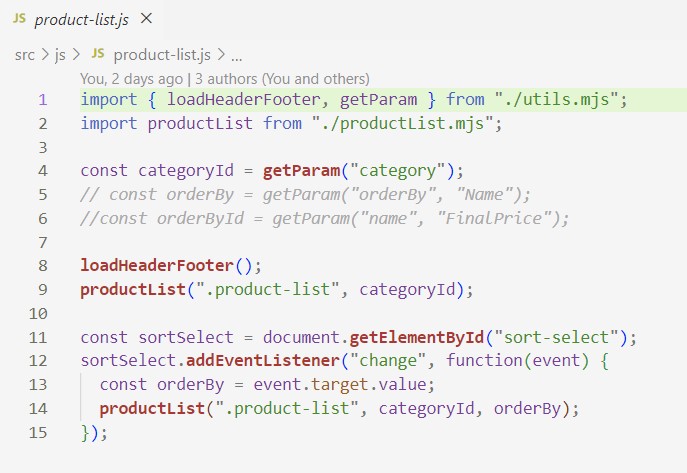 JS product-list.js ×
src > js > JS product-list.js > ...
You, 2 days ago | 3 authors (You and others)
1 import { loadHeaderFooter, getParam } from "./utils.mjs";
2 import productList from "./productList.mjs";
3
4 const categoryId = getParam("category");
5 // const orderBy = getParam("orderBy", "Name");
6 //const orderById = getParam("name", "FinalPrice");
7
8 loadHeaderFooter();
9 productList(".product-list", categoryId);
10
11 const sortSelect = document.getElementById("sort-select");
12 sortSelect.addEventListener("change", function(event) {
13   const orderBy = event.target.value;
14   productList(".product-list", categoryId, orderBy);
15 });